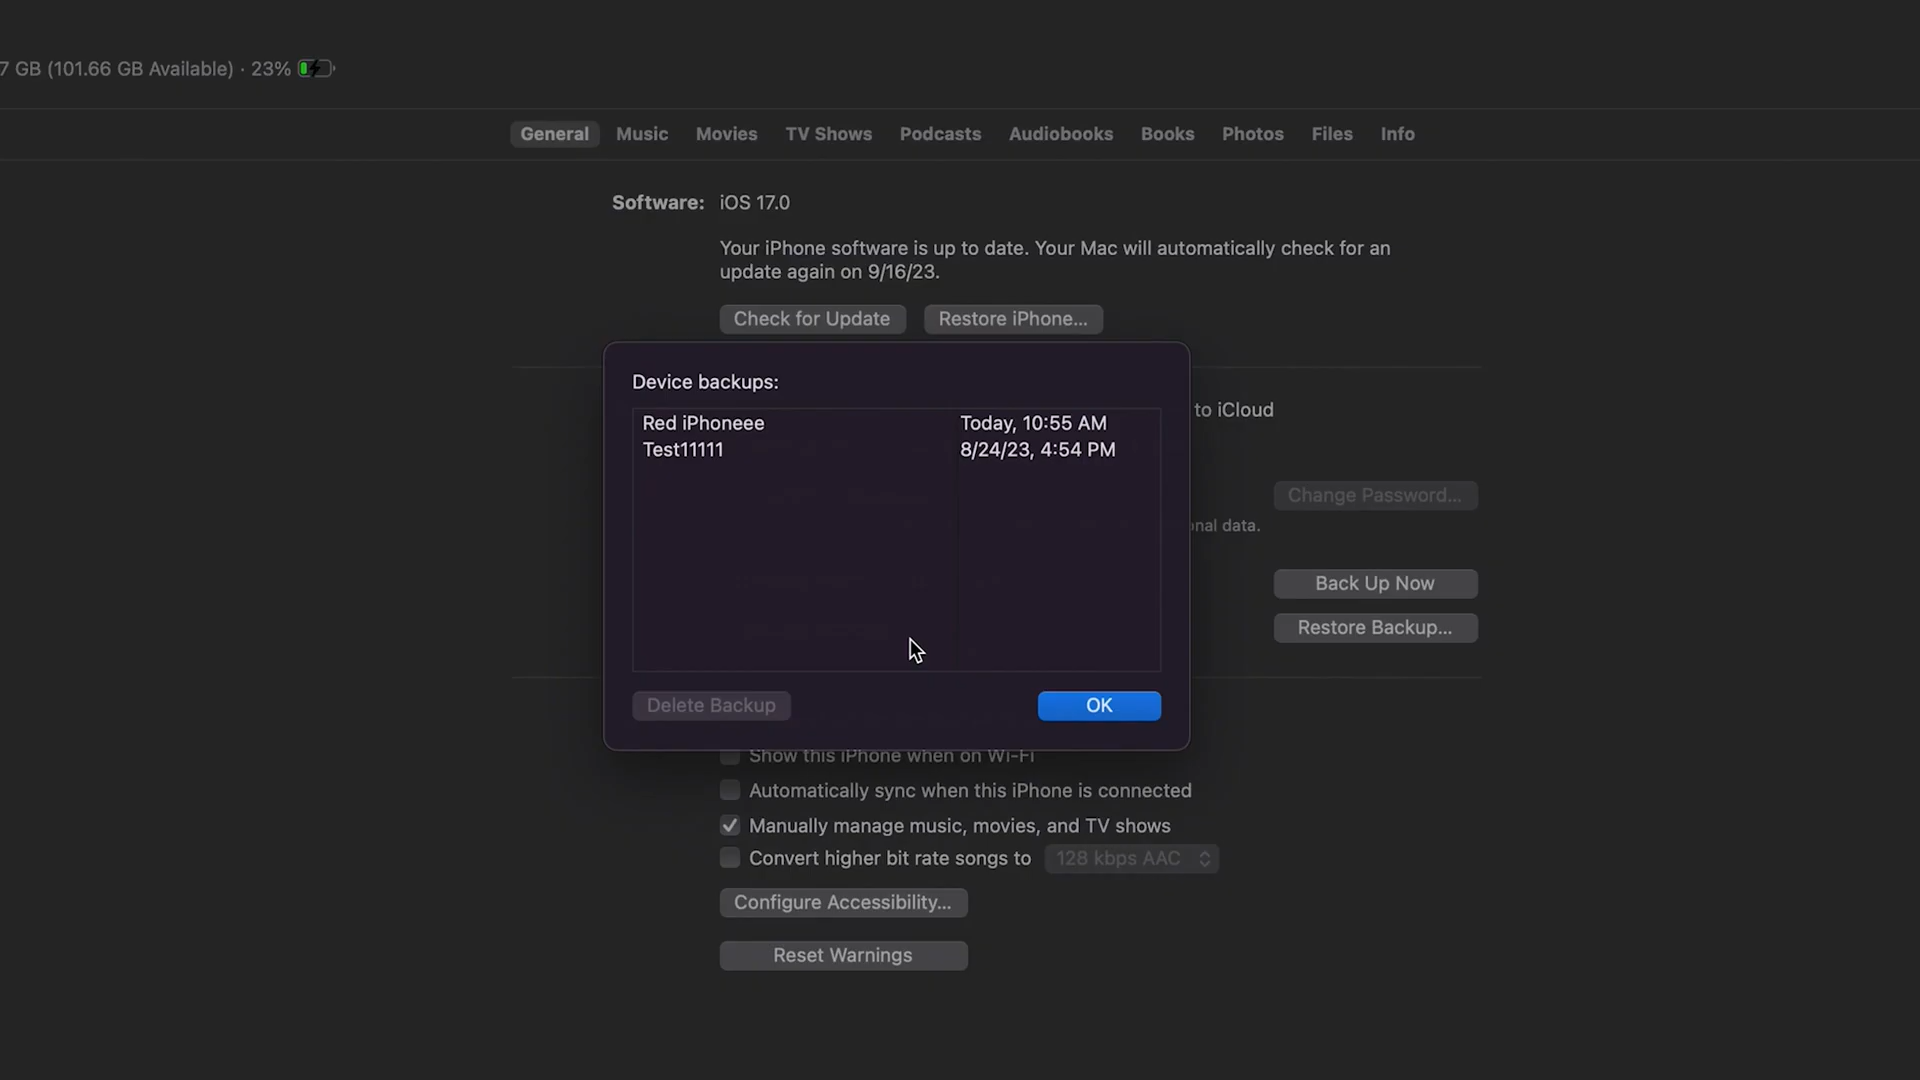 7 GB (101.66 GB Available) · 23%
General Music Movies TV Shows Podcasts Audiobooks Books Photos Files Info
Software: iOS 17.0
Your iPhone software is up to date. Your Mac will automatically check for an
update again on 9/16/23.
Check for Update Restore iPhone...
Device backups:
to iCloud
Red iPhoneee Today, 10:55 AM
Test11111 8/24/23, 4:54 PM
Change Password...
nal data.
Back Up Now
Restore Backup...
Delete Backup OK
Show this iPhone when on Wi-Fi
Automatically sync when this iPhone is connected
Manually manage music, movies, and TV shows
Convert higher bit rate songs to 128 kbps AAC
Configure Accessibility...
Reset Warnings